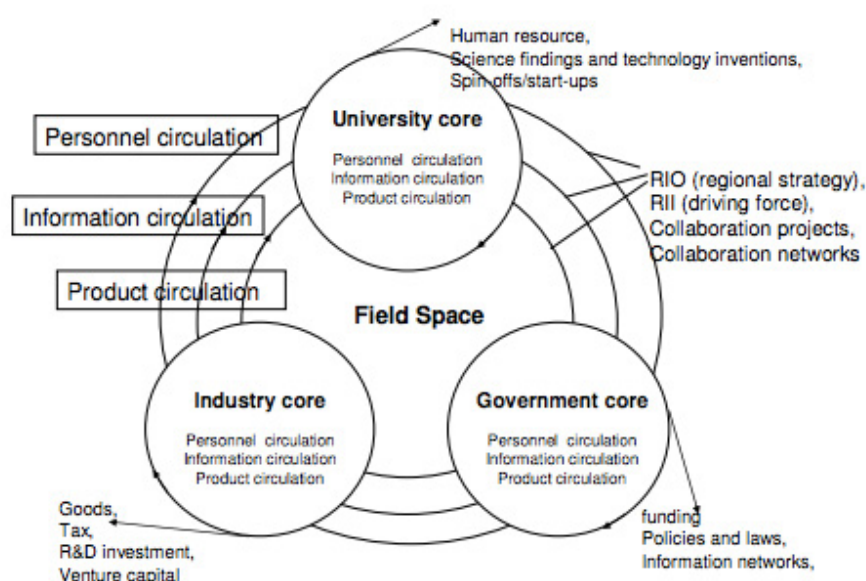 Human resource,
Science findings and technology inventions,
Spin-offs/start-ups
University core
Personnel circulation
Information circulation
Product circulation
Personnel circulation
Information circulation
Product circulation
RIO (regional strategy),
RII (driving force),
Collaboration projects,
Collaboration networks
Field Space
Industry core
Personnel circulation
Information circulation
Product circulation
Government core
Personnel circulation
Information circulation
Product circulation
Goods,
Tax,
R&D investment,
Venture capital
funding
Policies and laws,
Information networks,